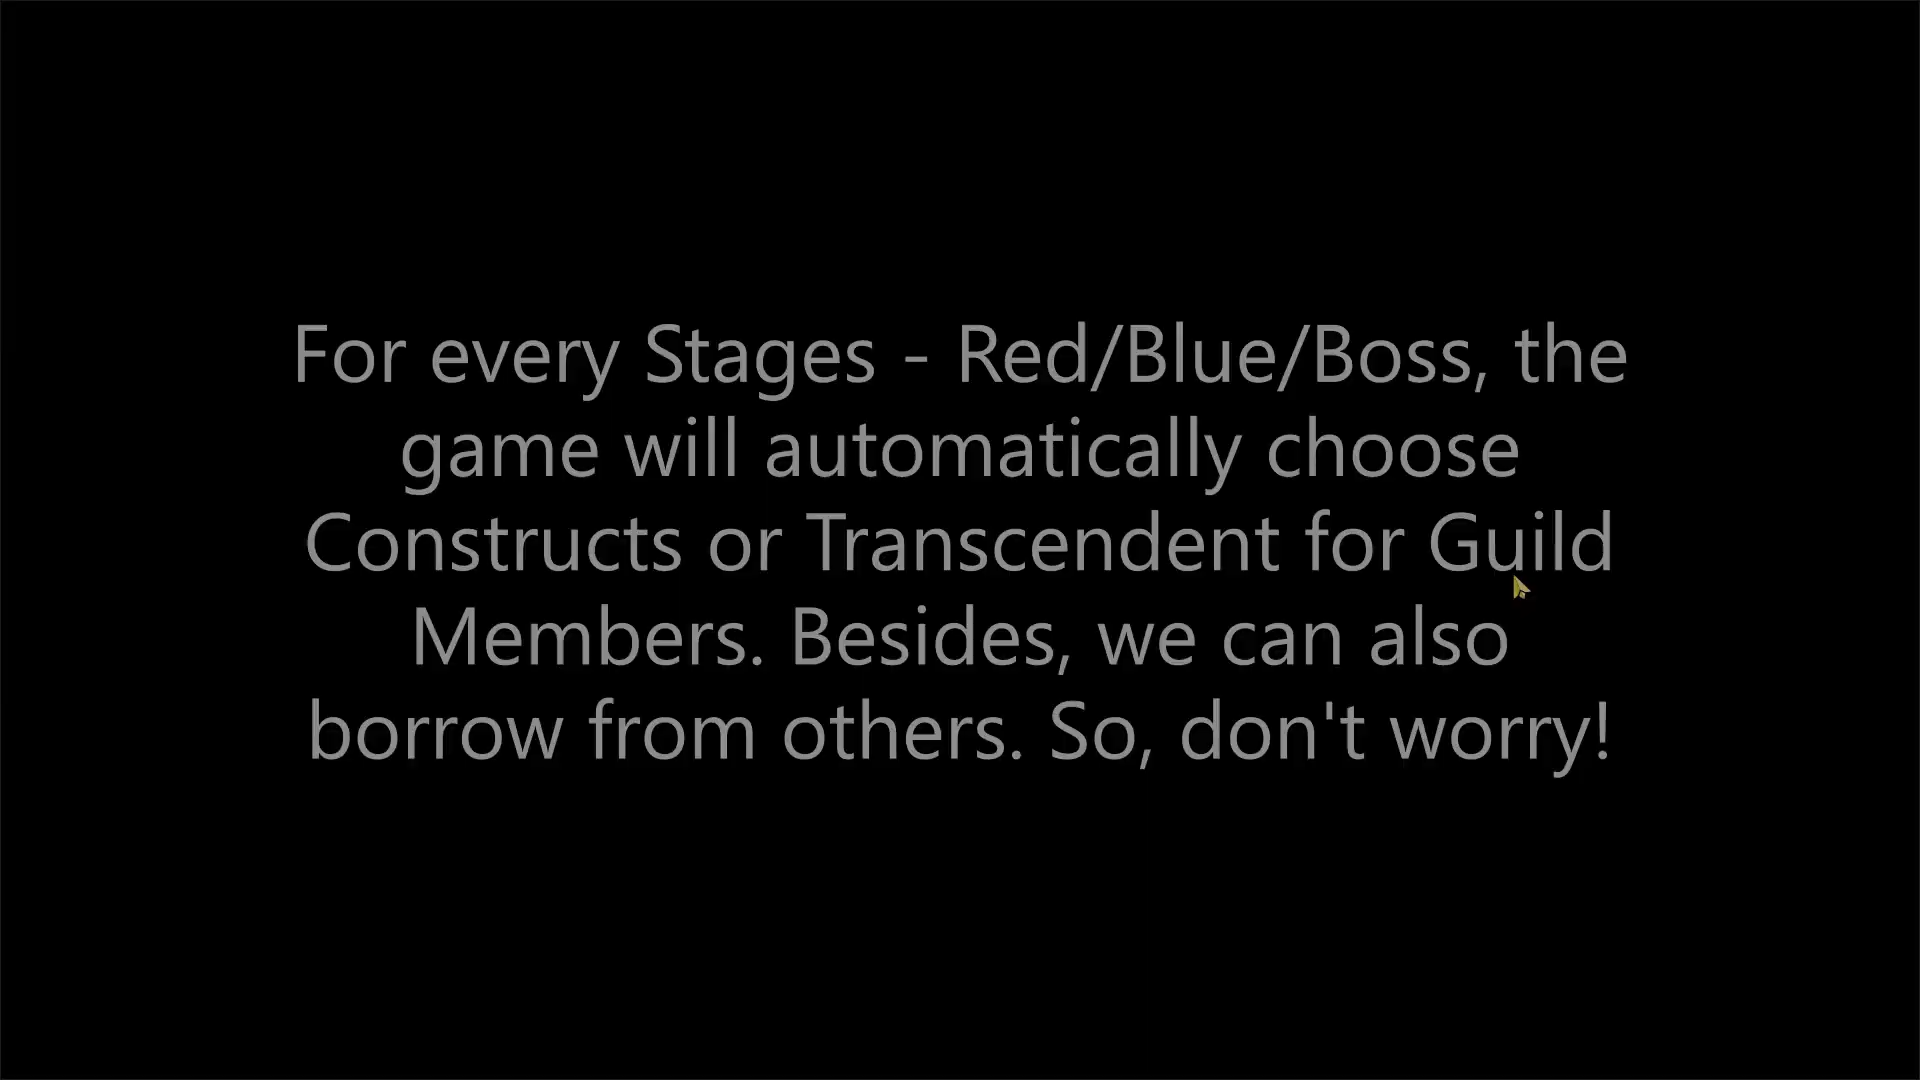 For every Stages - Red/Blue/Boss, the
game will automatically choose
Constructs or Transcendent for Guild
Members. Besides, we can also
borrow from others. So, don't worry!